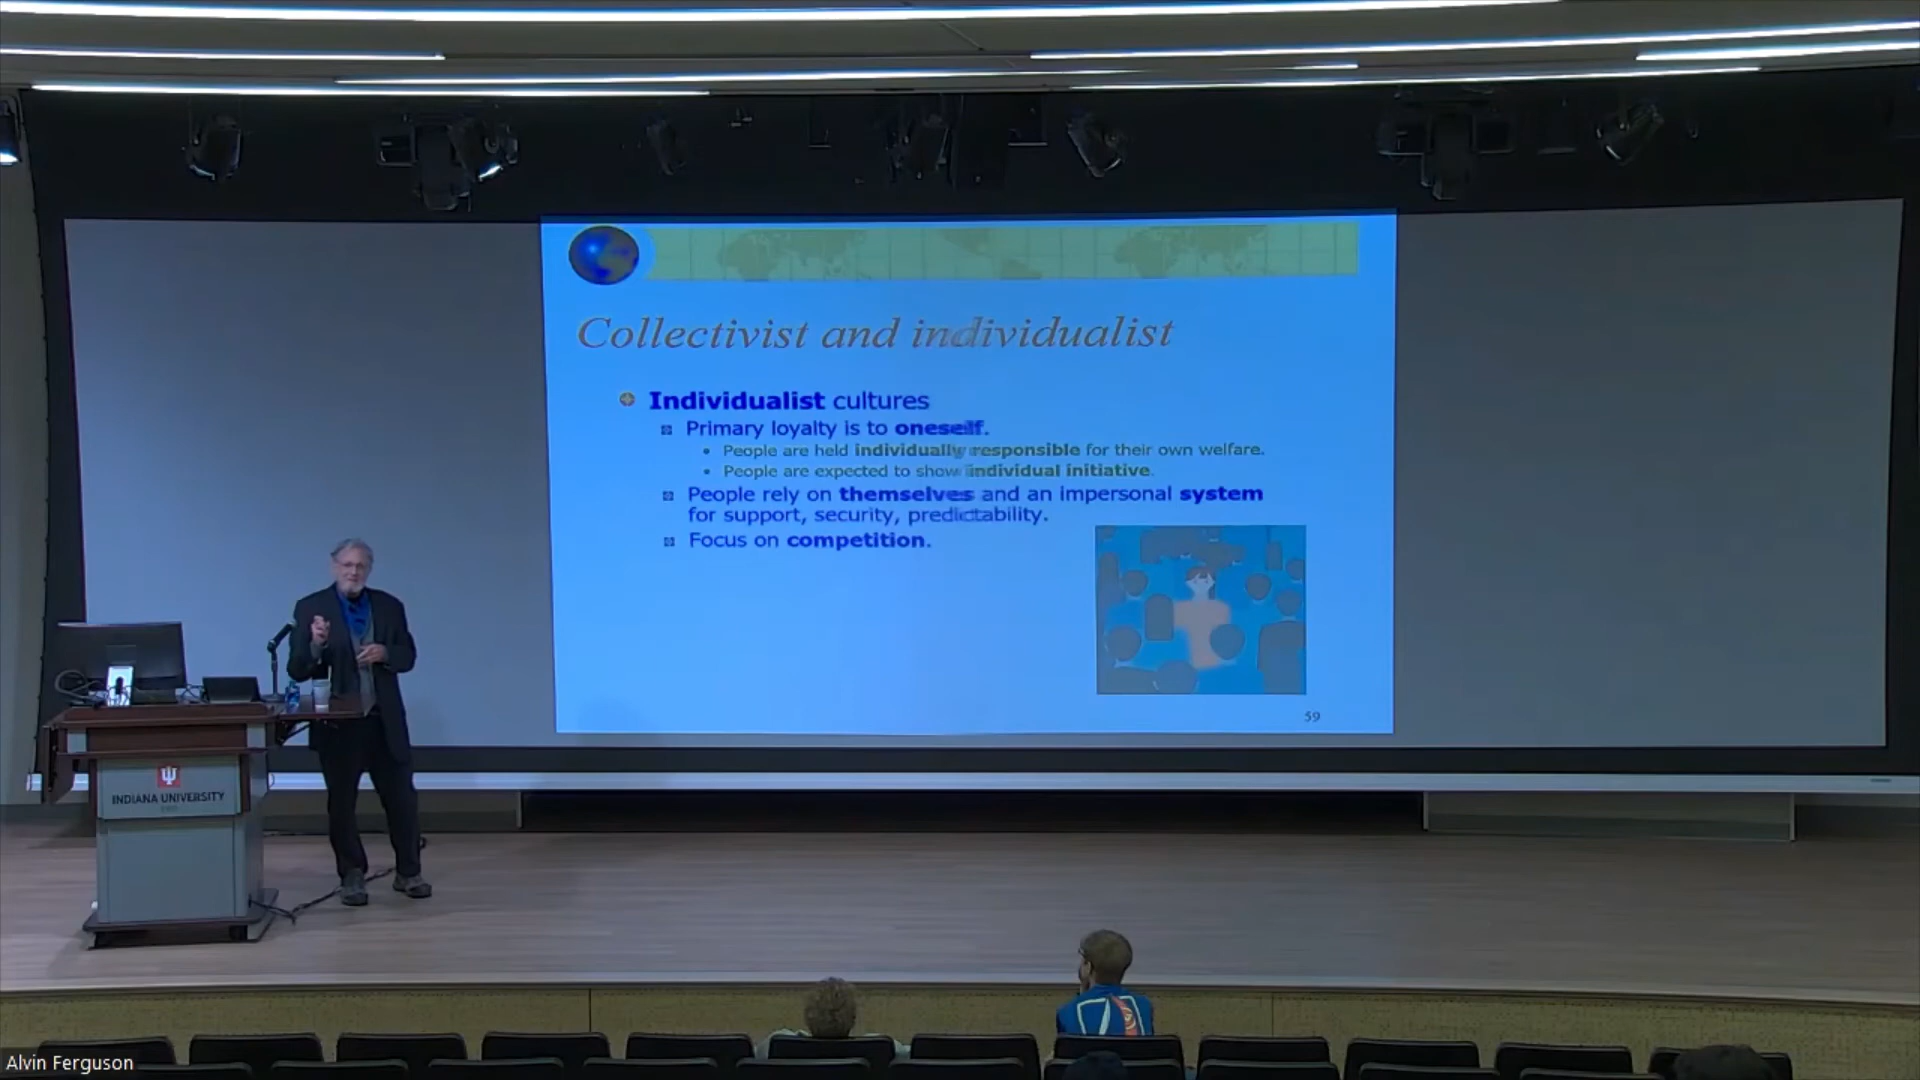 Collectivist and individualist
Individualist cultures
Primary loyalty is to oneself.
People are held individually responsible for their own welfare.
People are expected to show individual initiative.
People rely on themselves and an impersonal system
for support, security, predictability.
Focus on competition.
59
INDIANA UNIVERSITY
Alvin Ferguson